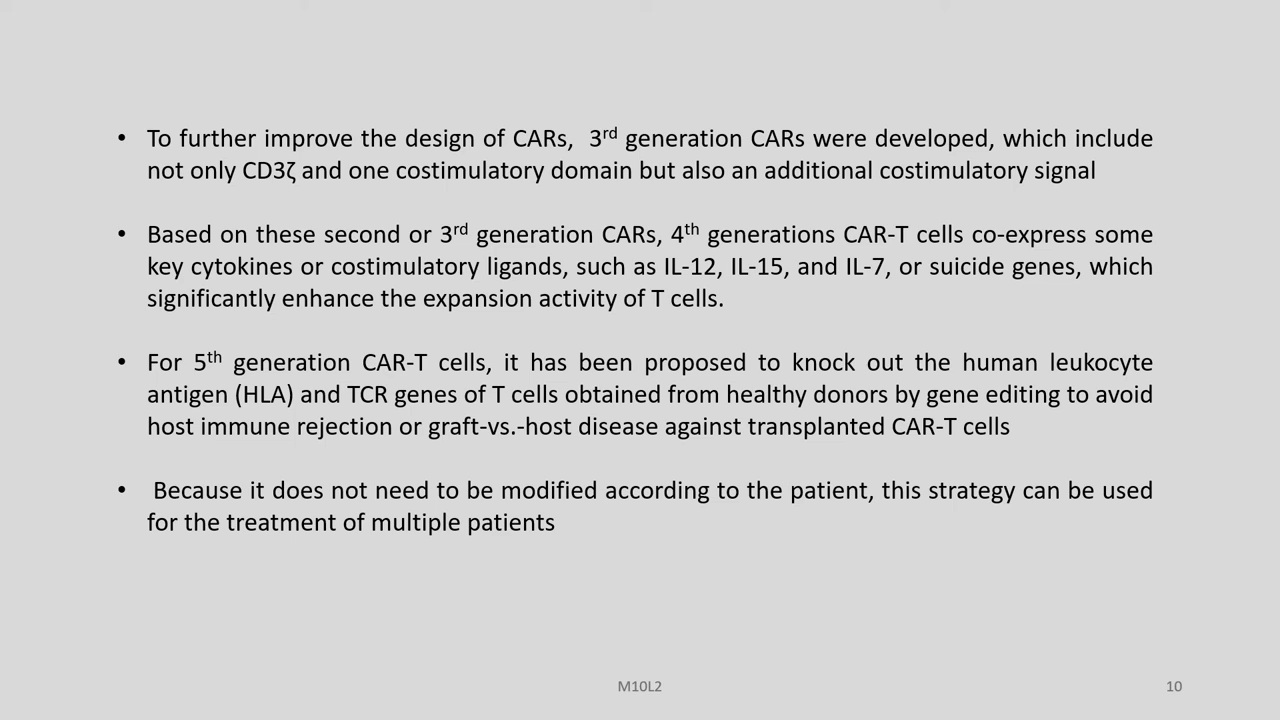 • To further improve the design of CARs, 3rd generation CARs were developed, which include
not only CD3ζ and one costimulatory domain but also an additional costimulatory signal
• Based on these second or 3rd generation CARs, 4th generations CAR-T cells co-express some
key cytokines or costimulatory ligands, such as IL-12, IL-15, and IL-7, or suicide genes, which
significantly enhance the expansion activity of T cells.
• For 5th generation CAR-T cells, it has been proposed to knock out the human leukocyte
antigen (HLA) and TCR genes of T cells obtained from healthy donors by gene editing to avoid
host immune rejection or graft-vs.-host disease against transplanted CAR-T cells
• Because it does not need to be modified according to the patient, this strategy can be used
for the treatment of multiple patients
M10L2
10